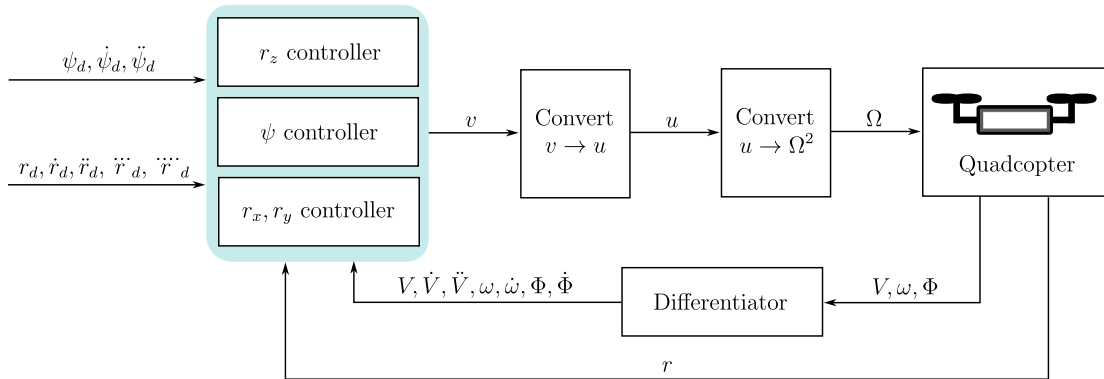 r_z controller
ψ_d, ψ̇_d, ψ̈_d
ψ controller
v
Convert
v → u
u
Convert
u → Ω²
Ω
Quadcopter
r_d, ṙ_d, r̈_d, r⃛_d, r⃜_d
r_x, r_y controller
V, V̇, V̈, ω, ω̇, Φ, Φ̇
Differentiator
V, ω, Φ
r